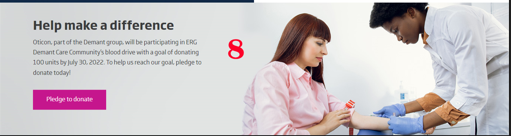 Help make a difference
Oticon, part of the Demant group, will be participating in ERG
Demant Care Community's blood drive with a goal of donating
100 units by July 30, 2022. To help us reach our goal, pledge to
donate today!
8
Pledge to donate